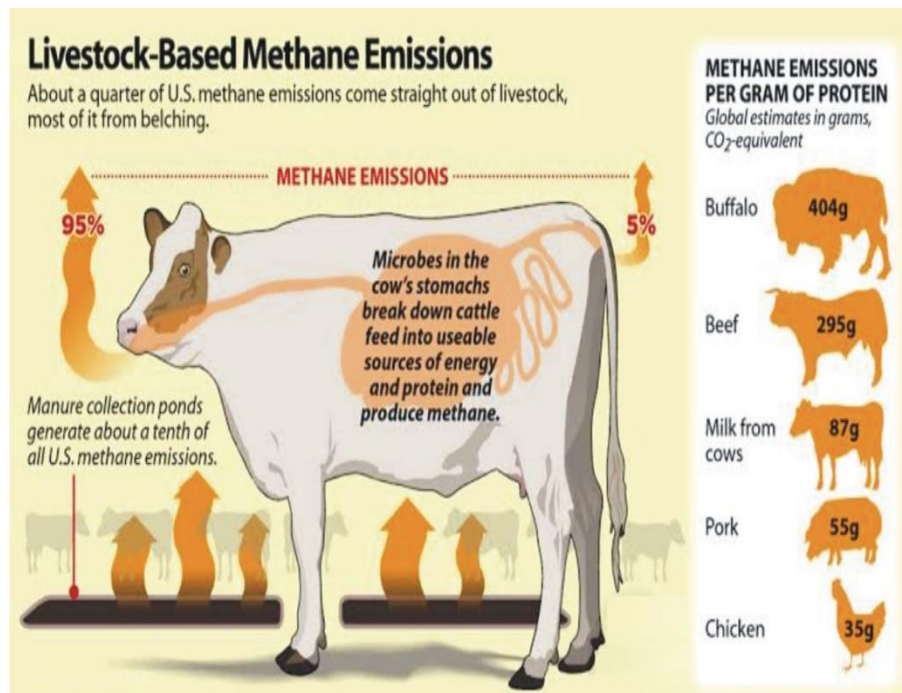 Livestock-Based Methane Emissions
About a quarter of U.S. methane emissions come straight out of livestock,
most of it from belching.
METHANE EMISSIONS
95%
5%
Microbes in the
cow's stomachs
break down cattle
feed into useable
sources of energy
and protein and
produce methane.
Manure collection ponds
generate about a tenth of
all U.S. methane emissions.
METHANE EMISSIONS
PER GRAM OF PROTEIN
Global estimates in grams,
CO2-equivalent
Buffalo 404g
Beef 295g
Milk from 87g
cows
Pork 55g
Chicken 35g